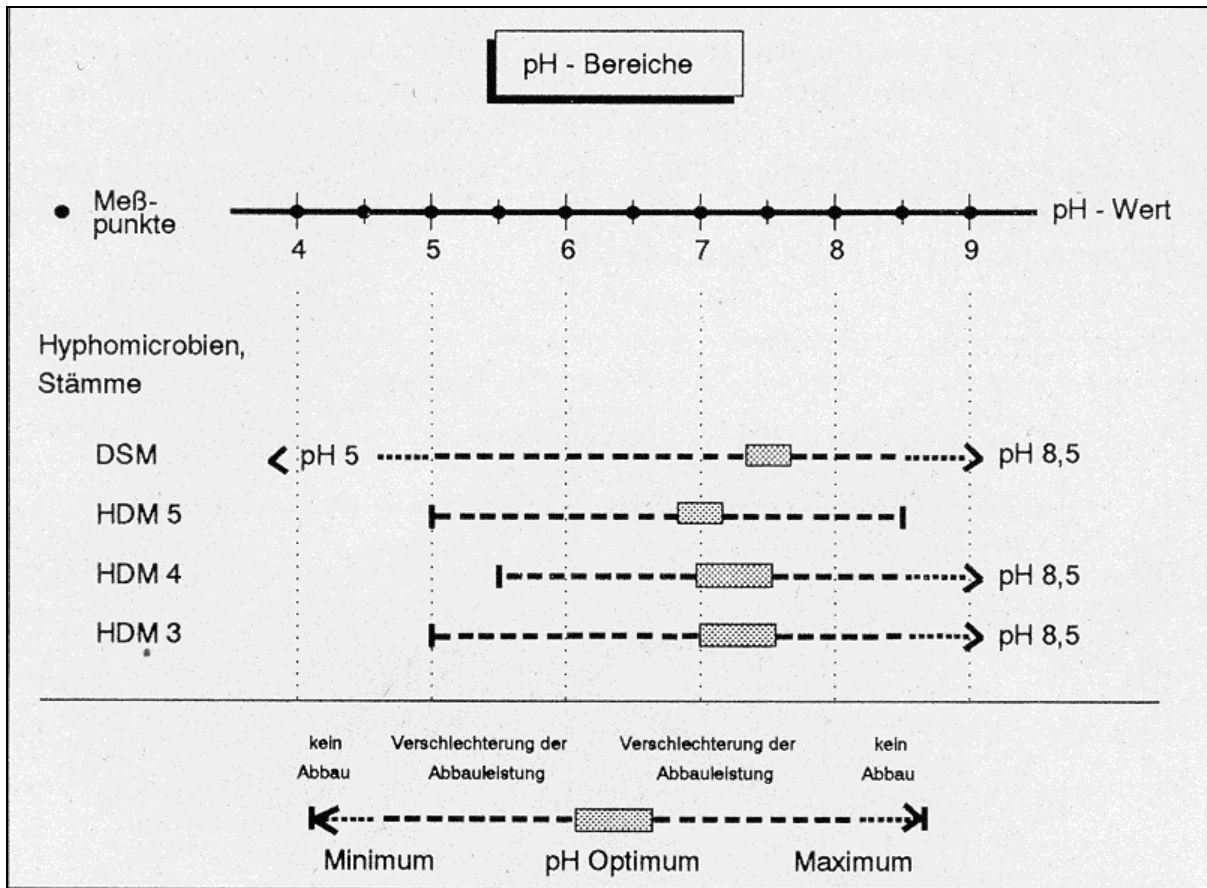 pH - Bereiche
Meß-
punkte
pH - Wert
4 5 6 7 8 9
Hyphomicrobien,
Stämme
DSM pH 5 pH 8,5
HDM 5
HDM 4 pH 8,5
HDM 3 pH 8,5
kein Verschlechterung der Verschlechterung der kein
Abbau Abbauleistung Abbauleistung Abbau
Minimum pH Optimum Maximum